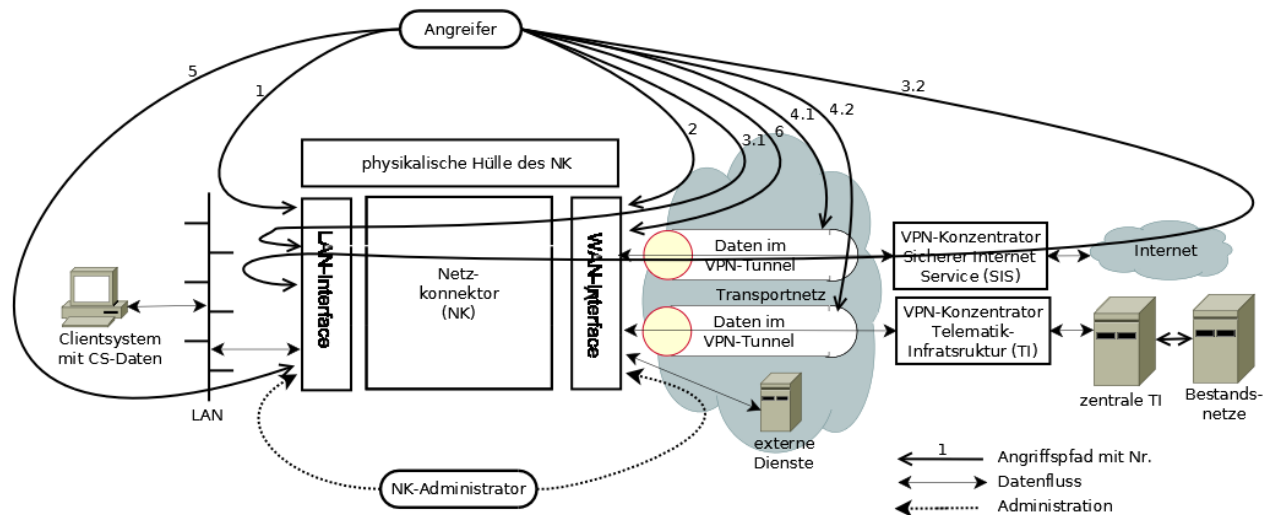 Angreifer
5
1
2
3.1
6
4.1
4.2
3.2
physikalische Hülle des NK
LAN-Interface
Netz-
konnektor
(NK)
WAN-Interface
Daten im
VPN-Tunnel
Transportnetz
Daten im
VPN-Tunnel
VPN-Konzentrator
Sicherer Internet
Service (SIS)
Internet
VPN-Konzentrator
Telematik-
Infratsruktur (TI)
Clientsystem
mit CS-Daten
LAN
zentrale TI
Bestands-
netze
externe
Dienste
NK-Administrator
1
Angriffspfad mit Nr.
Datenfluss
Administration